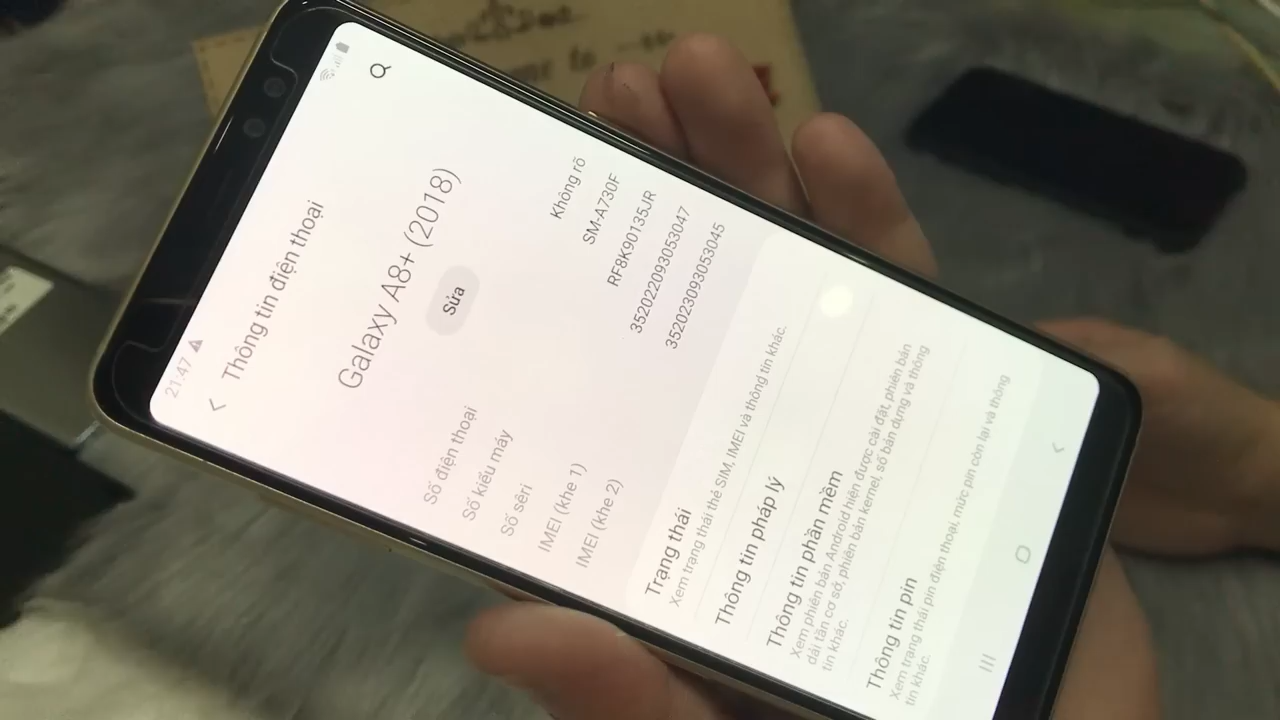 21.47
Thông tin điện thoại
Galaxy A8+ (2018)
Sửa
Số điện thoại Không rõ
Số kiểu máy SM-A730F
Số sêri RF8K90135JR
IMEI (khe 1) 352022093053047
IMEI (khe 2) 352023093053045
Trạng thái
Xem trạng thái thẻ SIM, IMEI và thông tin khác.
Thông tin pháp lý
Thông tin phần mềm
Xem phiên bản Android hiện được cài đặt, phiên bản
dải tần cơ sở, phiên bản kernel, số bản dựng và thông
tin khác.
Thông tin pin
Xem trạng thái pin điện thoại, mức pin còn lại và thông
tin khác.